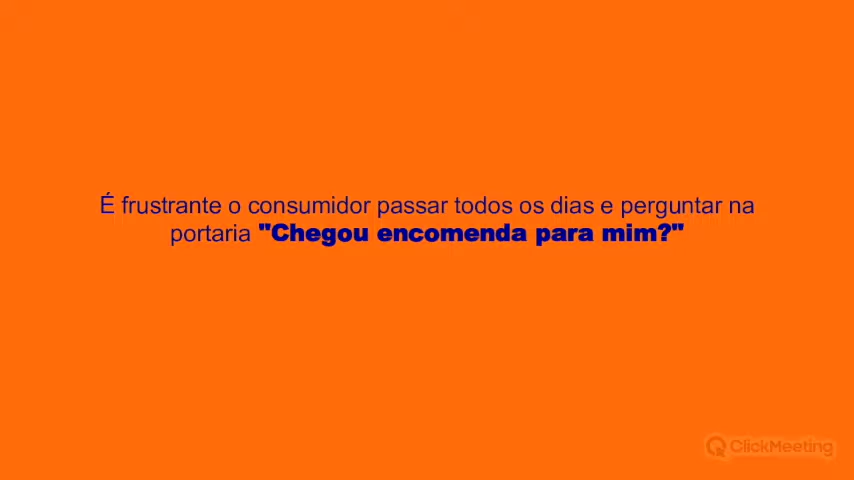 É frustrante o consumidor passar todos os dias e perguntar na
portaria "Chegou encomenda para mim?"
ClickMeeting